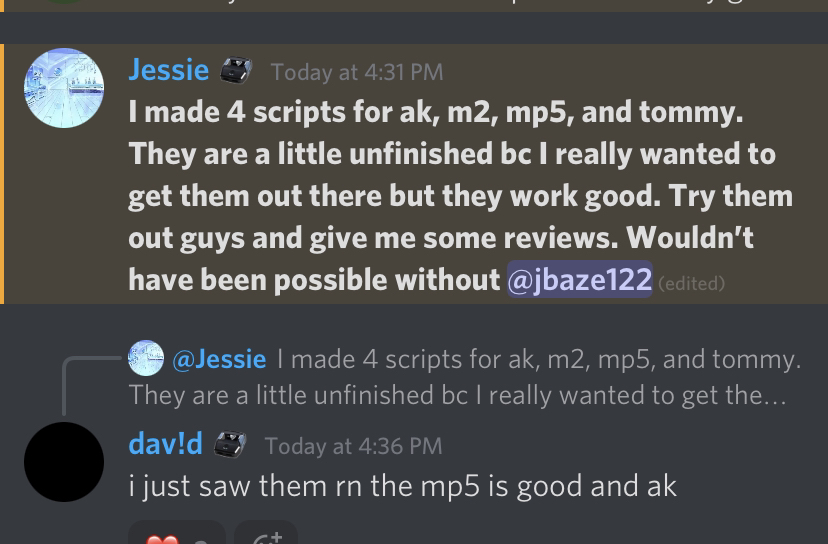 Jessie Today at 4:31 PM
I made 4 scripts for ak, m2, mp5, and tommy.
They are a little unfinished bc I really wanted to
get them out there but they work good. Try them
out guys and give me some reviews. Wouldn't
have been possible without @jbaze122 (edited)
@Jessie I made 4 scripts for ak, m2, mp5, and tommy.
They are a little unfinished bc I really wanted to get the...
dav!d Today at 4:36 PM
i just saw them rn the mp5 is good and ak